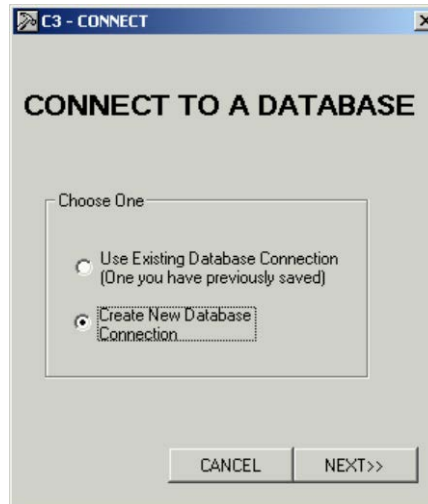 C3 - CONNECT
CONNECT TO A DATABASE
Choose One
Use Existing Database Connection
(One you have previously saved)
Create New Database
Connection
CANCEL
NEXT>>